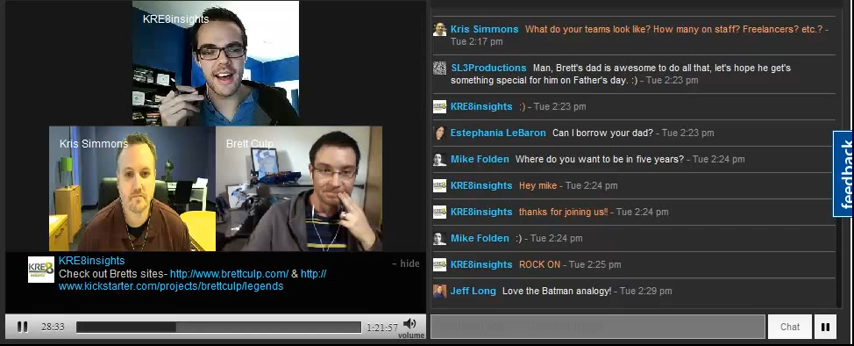 KRE8insights
Kris Simmons
Brett Culp
KRE8insights
Check out Bretts sites- http://www.brettculp.com/ & http://
www.kickstarter.com/projects/brettculp/legends
– hide
28:33
1:21:57
volume
Kris Simmons What do your teams look like? How many on staff? Freelancers? etc.? -
Tue 2:17 pm
SL3Productions Man, Brett's dad is awesome to do all that, let's hope he get's
something special for him on Father's day. :) - Tue 2:23 pm
KRE8insights :) - Tue 2:23 pm
Estephania LeBaron Can I borrow your dad? - Tue 2:23 pm
Mike Folden Where do you want to be in five years? - Tue 2:24 pm
KRE8insights Hey mike - Tue 2:24 pm
KRE8insights thanks for joining us!! - Tue 2:24 pm
Mike Folden :) - Tue 2:24 pm
KRE8insights ROCK ON - Tue 2:25 pm
Jeff Long Love the Batman analogy! - Tue 2:29 pm
Chat
feedback